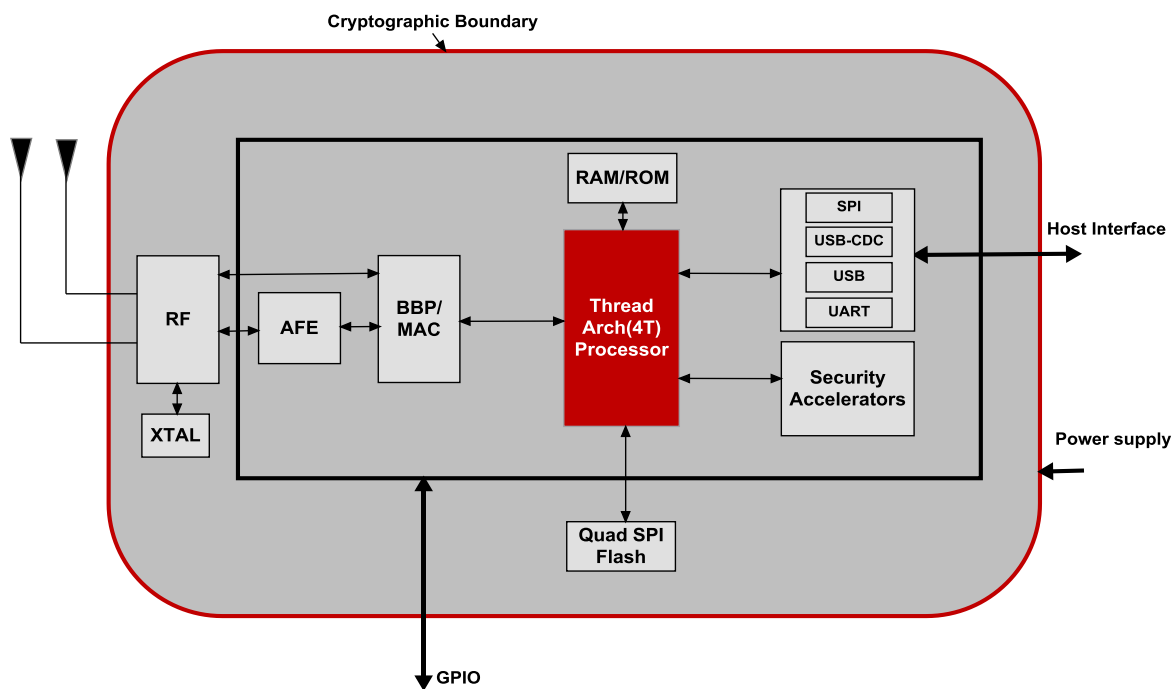 Cryptographic Boundary
RAM/ROM
SPI
USB-CDC
USB
UART
Host Interface
RF
AFE
BBP/
MAC
Thread
Arch(4T)
Processor
Security
Accelerators
XTAL
Power supply
Quad SPI
Flash
GPIO